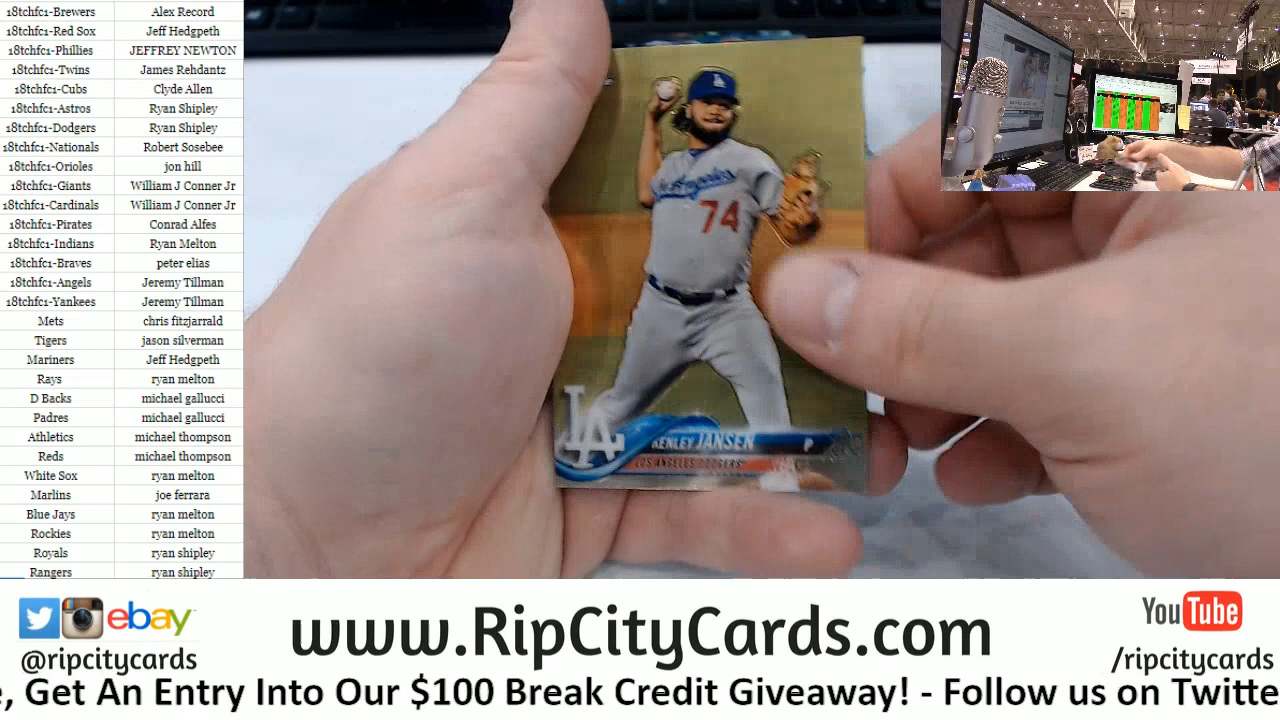 18tchfc1-Brewers Alex Record
18tchfc1-Red Sox Jeff Hedgpeth
18tchfc1-Phillies JEFFREY NEWTON
18tchfc1-Twins James Rehdantz
18tchfc1-Cubs Clyde Allen
18tchfc1-Astros Ryan Shipley
18tchfc1-Dodgers Ryan Shipley
18tchfc1-Nationals Robert Sosebee
18tchfc1-Orioles jon hill
18tchfc1-Giants William J Conner Jr
18tchfc1-Cardinals William J Conner Jr
18tchfc1-Pirates Conrad Alfes
18tchfc1-Indians Ryan Melton
18tchfc1-Braves peter elias
18tchfc1-Angels Jeremy Tillman
18tchfc1-Yankees Jeremy Tillman
Mets chris fitzjarrald
Tigers jason silverman
Mariners Jeff Hedgpeth
Rays ryan melton
D Backs michael gallucci
Padres michael gallucci
Athletics michael thompson
Reds michael thompson
White Sox ryan melton
Marlins joe ferrara
Blue Jays ryan melton
Rockies ryan melton
Royals ryan shipley
Rangers ryan shipley
LA
Los Angeles
74
LA
KENLEY JANSEN P
LOS ANGELES DODGERS
ebay
@ripcitycards
www.RipCityCards.com
YouTube
/ripcitycards
e, Get An Entry Into Our $100 Break Credit Giveaway! - Follow us on Twitte